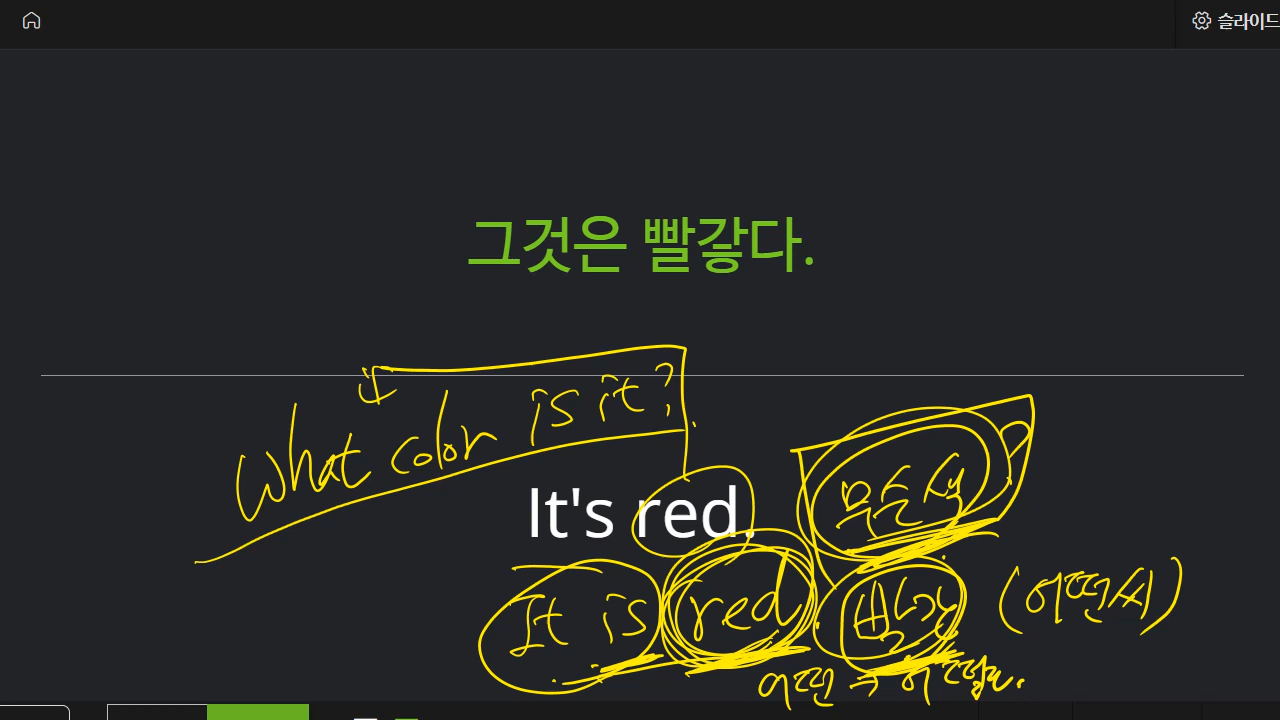 슬라이드
그것은 빨갛다.
What color is it?
It's red.
무슨색
It is red 빨강 (어떤색)